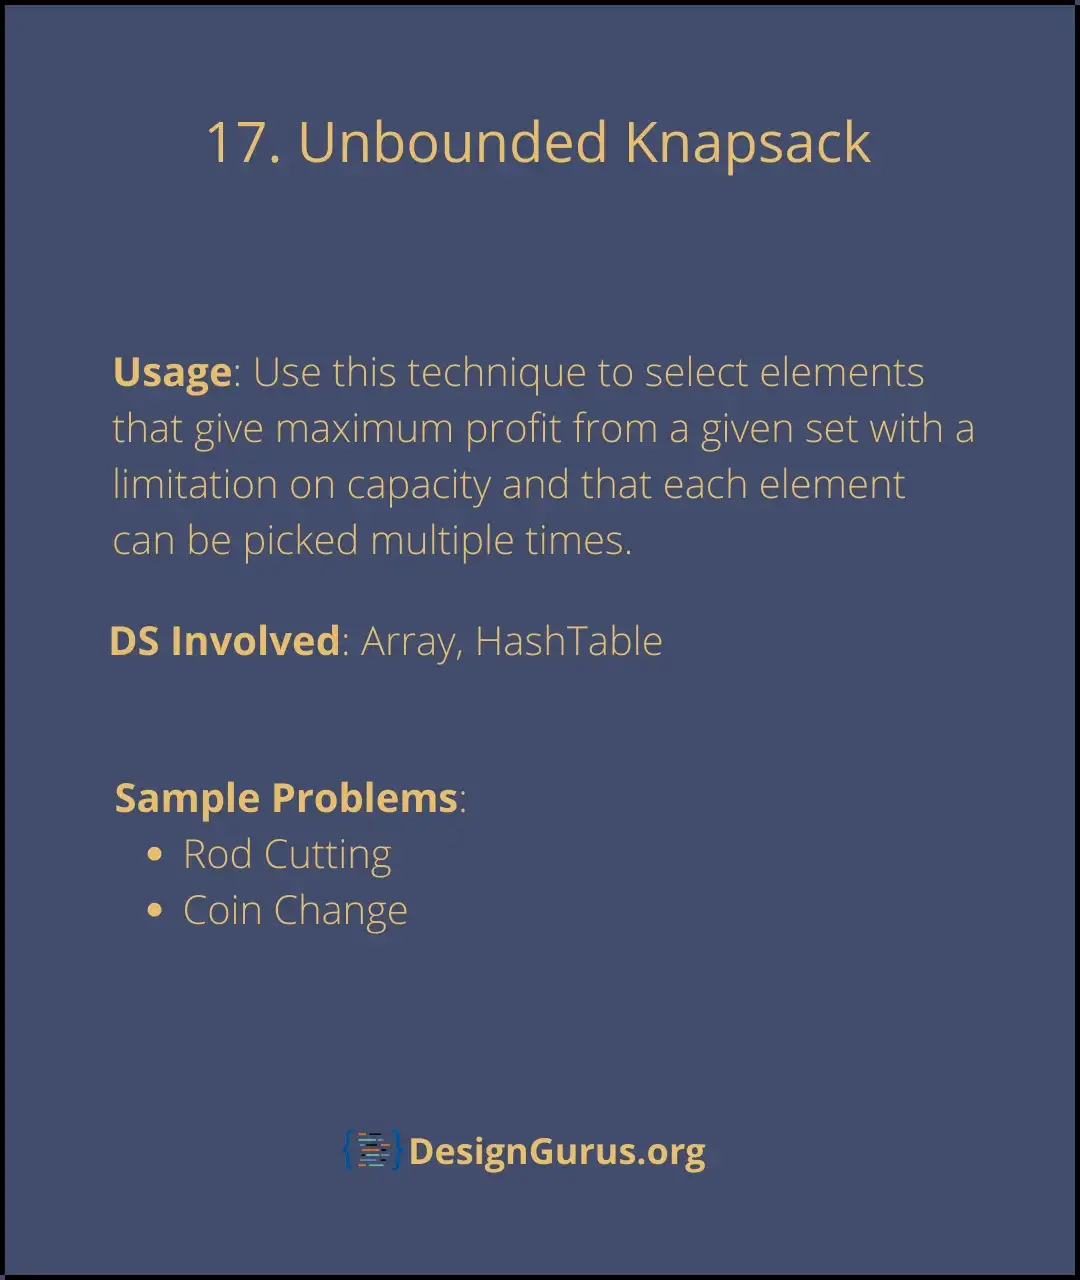 17. Unbounded Knapsack
Usage: Use this technique to select elements
that give maximum profit from a given set with a
limitation on capacity and that each element
can be picked multiple times.
DS Involved: Array, HashTable
Sample Problems:
• Rod Cutting
• Coin Change
DesignGurus.org